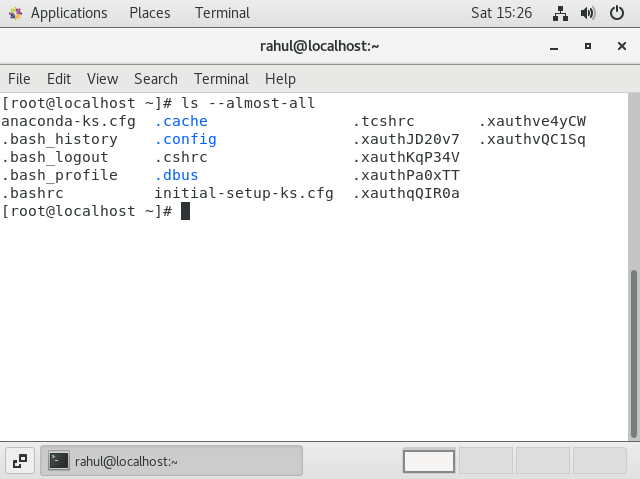 Applications Places Terminal Sat 15:26
rahul@localhost:~
File Edit View Search Terminal Help
[root@localhost ~]# ls --almost-all
anaconda-ks.cfg .cache .tcshrc .xauthve4yCW
.bash_history .config .xauthJD20v7 .xauthvQC1Sq
.bash_logout .cshrc .xauthKqP34V
.bash_profile .dbus .xauthPa0xTT
.bashrc initial-setup-ks.cfg .xauthqQIR0a
[root@localhost ~]#
rahul@localhost:~